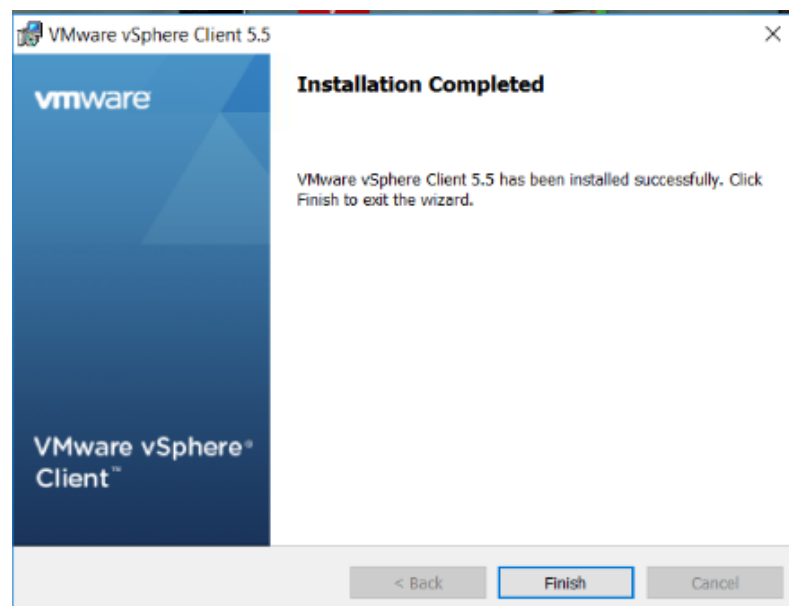 VMware vSphere Client 5.5
vmware
Installation Completed
VMware vSphere Client 5.5 has been installed successfully. Click
Finish to exit the wizard.
VMware vSphere®
Client™
< Back
Finish
Cancel